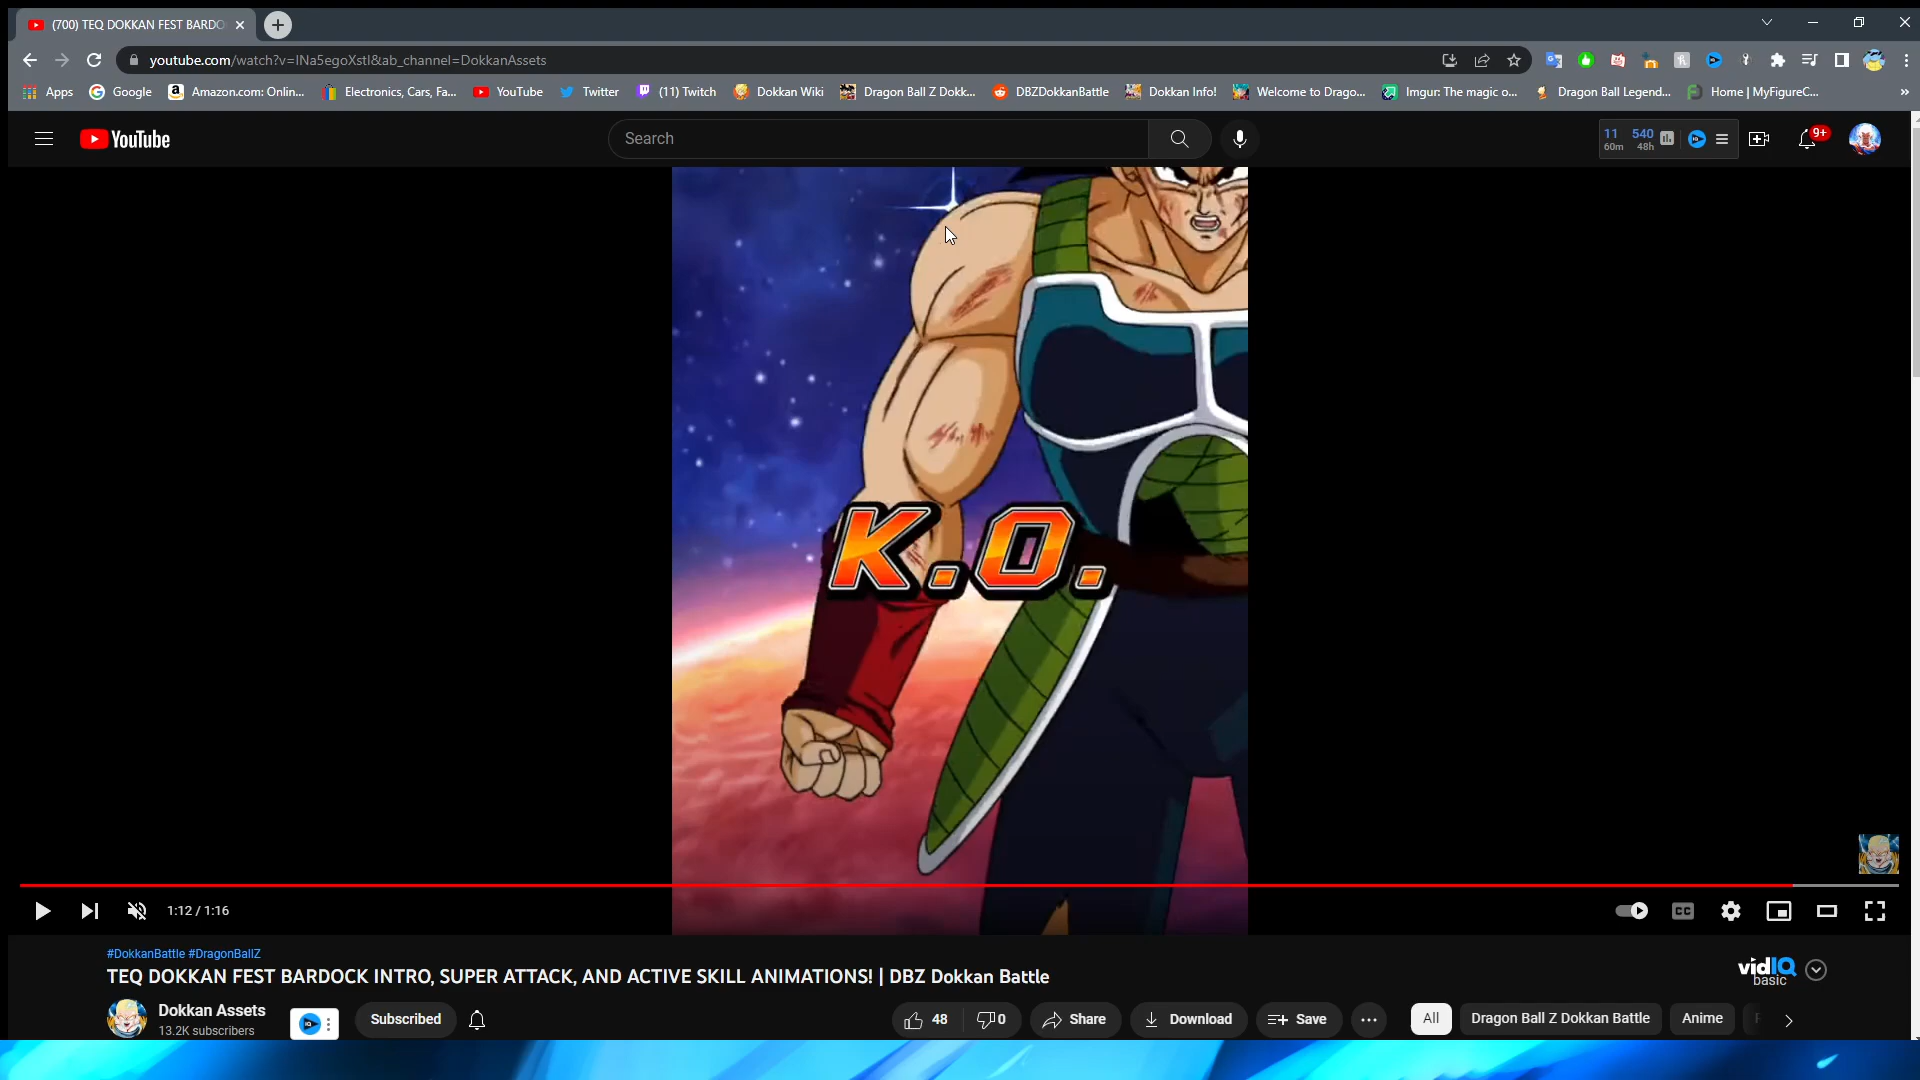 (700) TEQ DOKKAN FEST BARDO
youtube.com/watch?v=INa5egoXstI&ab_channel=DokkanAssets
Apps
Google
Amazon.com: Onlin...
Electronics, Cars, Fa...
YouTube
Twitter
(11) Twitch
Dokkan Wiki
Dragon Ball Z Dokk...
DBZDokkanBattle
Dokkan Info!
Welcome to Drago...
Imgur: The magic o...
Dragon Ball Legend...
Home | MyFigureC...
YouTube
Search
11 540
60m 48h
9+
K.O.
1:12 / 1:16
CC
#DokkanBattle #DragonBallZ
TEQ DOKKAN FEST BARDOCK INTRO, SUPER ATTACK, AND ACTIVE SKILL ANIMATIONS! | DBZ Dokkan Battle
vidIQ
basic
Dokkan Assets
13.2K subscribers
Subscribed
48
0
Share
Download
Save
All
Dragon Ball Z Dokkan Battle
Anime